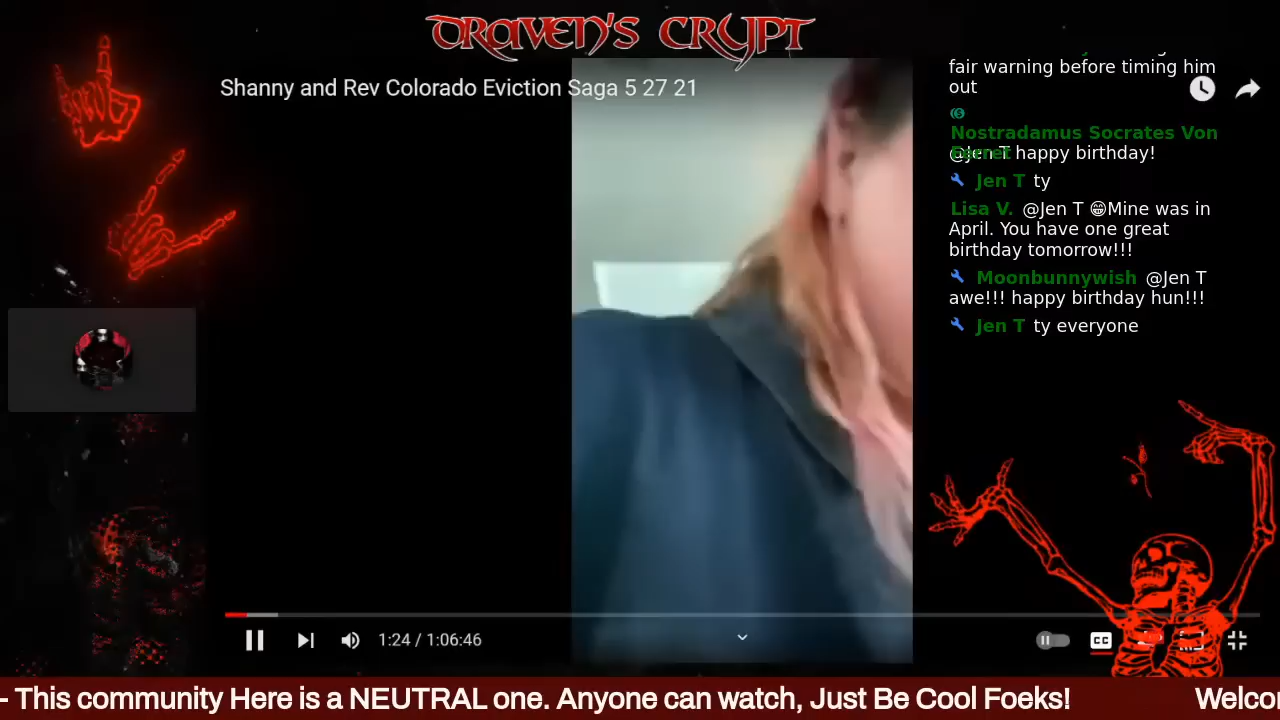 DRAVEN'S CRYPT
Shanny and Rev Colorado Eviction Saga 5 27 21
fair warning before timing him
out
Nostradamus Socrates Von
Ferret
@Jen T happy birthday!
Jen T ty
Lisa V. @Jen T 😁Mine was in
April. You have one great
birthday tomorrow!!!
Moonbunnywish @Jen T
awe!!! happy birthday hun!!!
Jen T ty everyone
1:24 / 1:06:46
CC
- This community Here is a NEUTRAL one. Anyone can watch, Just Be Cool Foeks! Welco